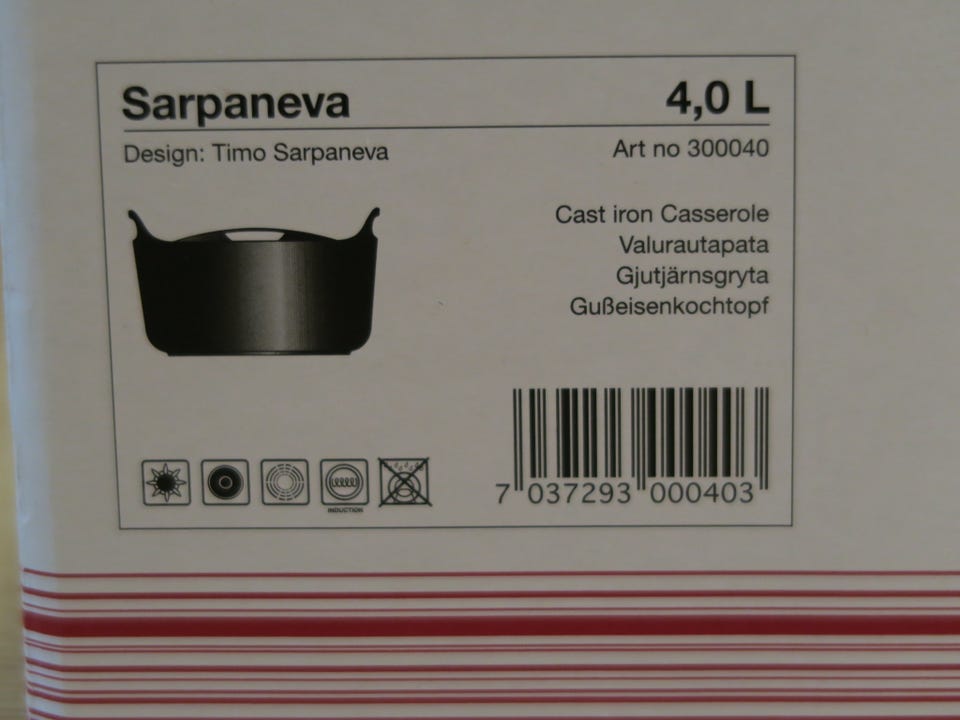 Sarpaneva 4,0 L
Design: Timo Sarpaneva Art no 300040
Cast iron Casserole
Valurautapata
Gjutjärnsgryta
Gußeisenkochtopf
INDUCTION
7 037293 000403